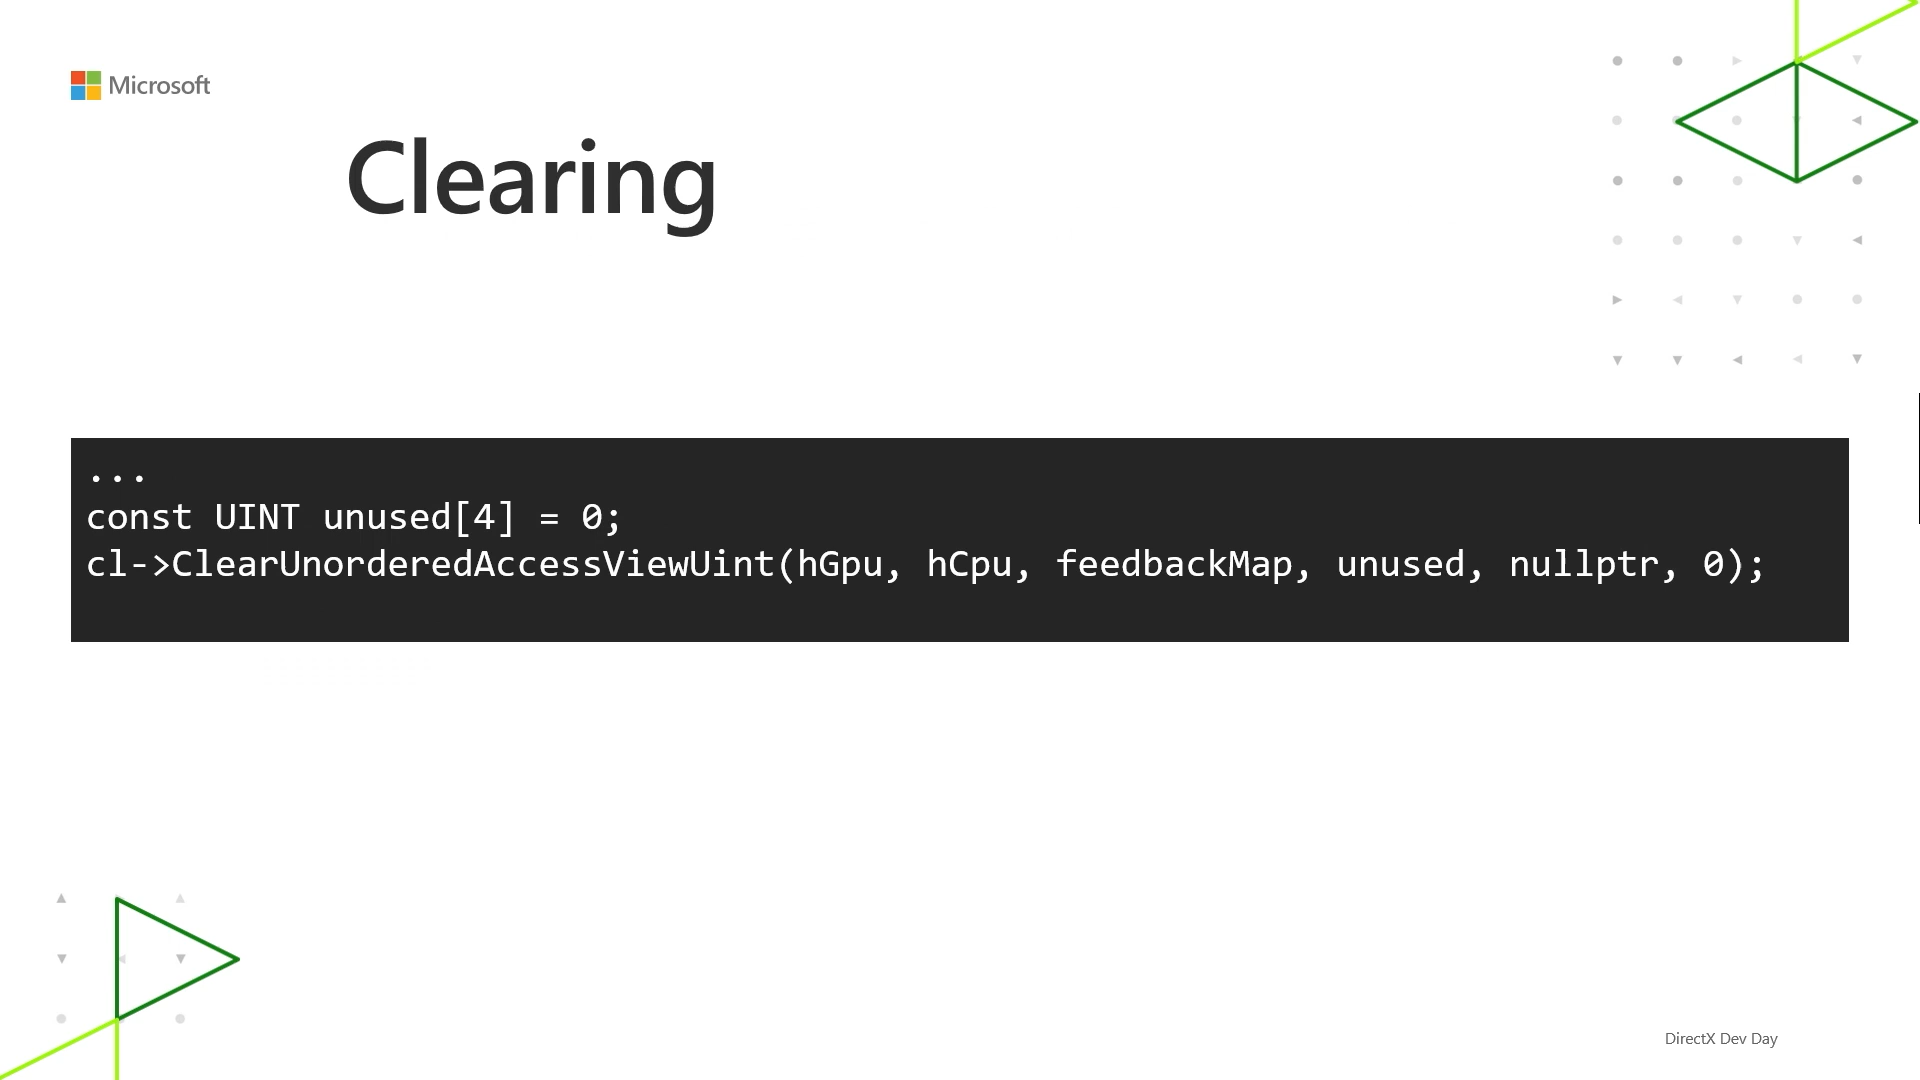 Microsoft
Clearing
...
const UINT unused[4] = 0;
cl->ClearUnorderedAccessViewUint(hGpu, hCpu, feedbackMap, unused, nullptr, 0);
DirectX Dev Day